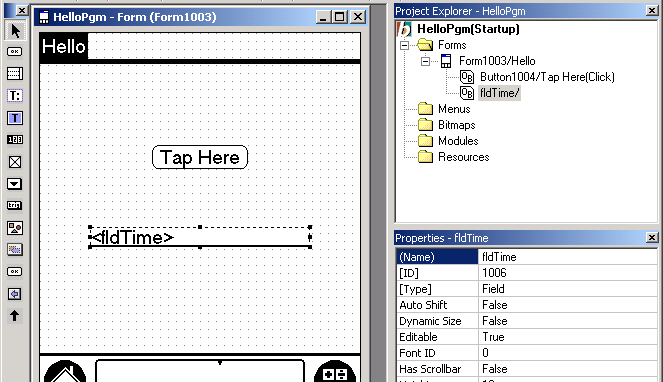 HelloPgm - Form (Form1003)
Hello
Tap Here
<fldTime>
Project Explorer - HelloPgm
HelloPgm(Startup)
Forms
Form1003/Hello
Button1004/Tap Here(Click)
fldTime/
Menus
Bitmaps
Modules
Resources
Properties - fldTime
(Name) fldTime
[ID] 1006
[Type] Field
Auto Shift False
Dynamic Size False
Editable True
Font ID 0
Has Scrollbar False